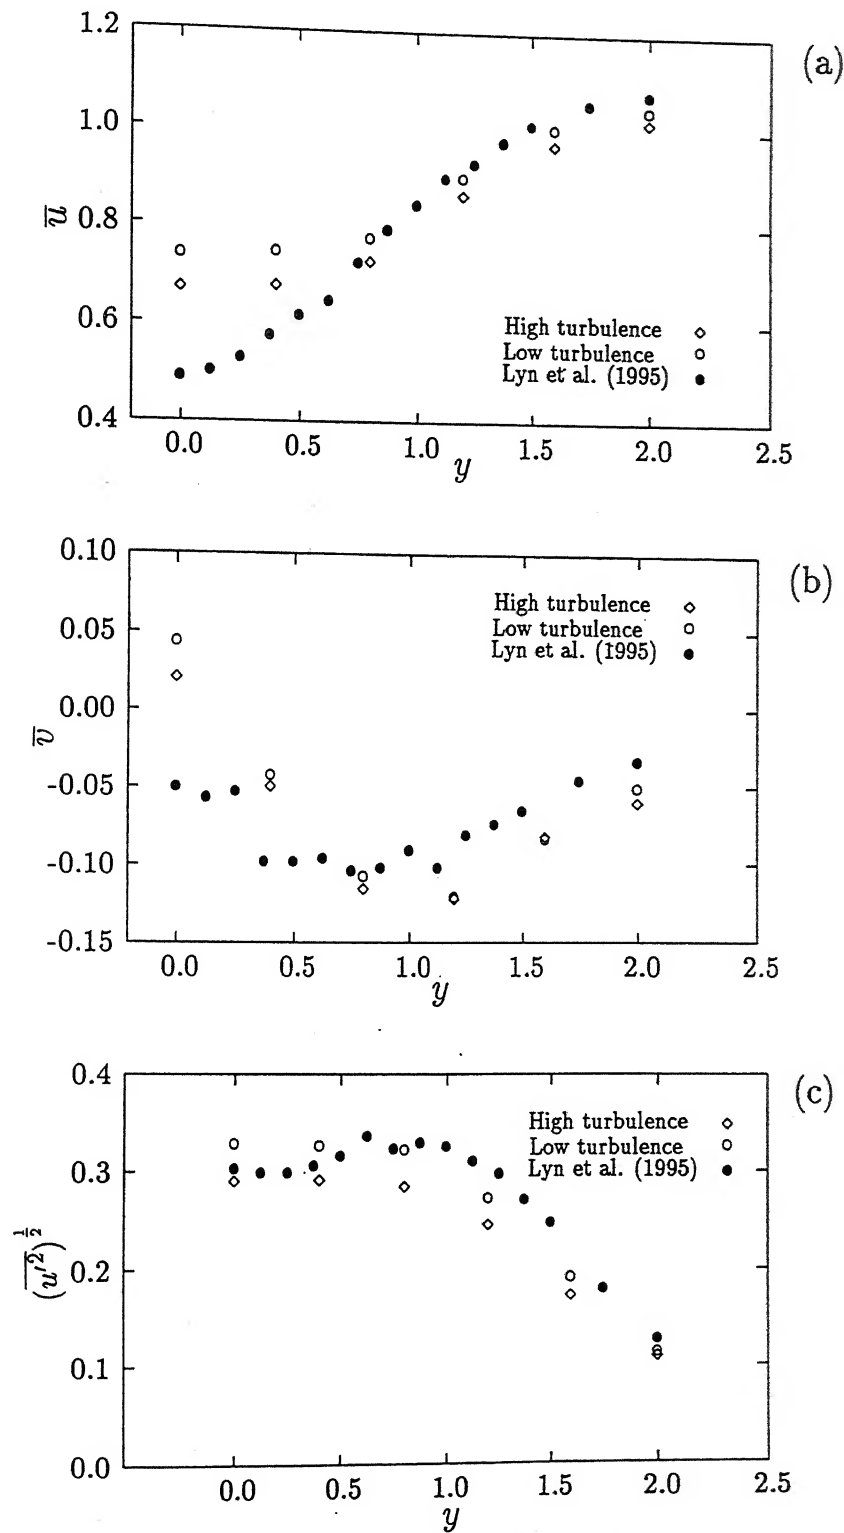 1.2
(a)
1.0
u̅
0.8
0.6
High turbulence
Low turbulence
Lyn et al. (1995)
0.4
0.0 0.5 1.0 1.5 2.0 2.5
y
0.10
(b)
High turbulence
0.05
Low turbulence
Lyn et al. (1995)
0.00
v̅
-0.05
-0.10
-0.15
0.0 0.5 1.0 1.5 2.0 2.5
y
0.4
(c)
High turbulence
Low turbulence
0.3
Lyn et al. (1995)
(u′²)^½
0.2
0.1
0.0
0.0 0.5 1.0 1.5 2.0 2.5
y